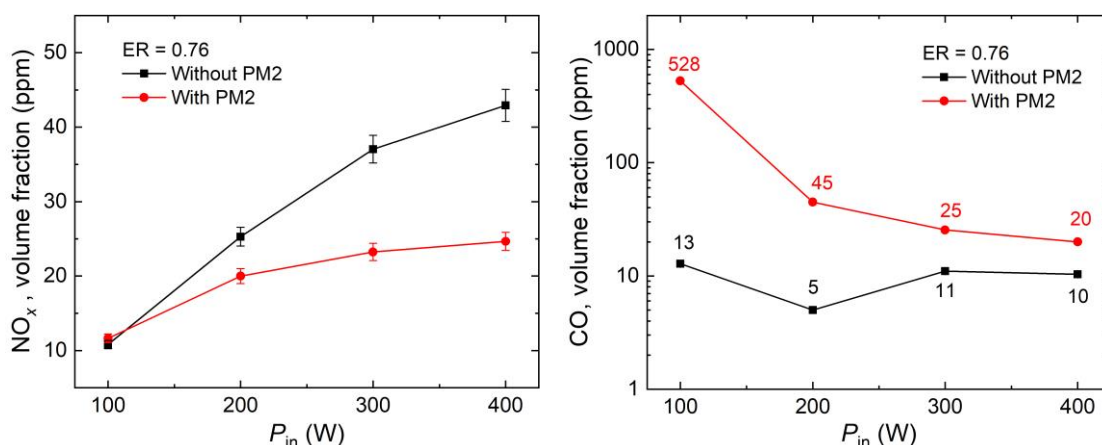 50
40
30
20
10
NOₓ, volume fraction (ppm)
ER = 0.76
Without PM2
With PM2
100 200 300 400
P_in (W)
1000
100
10
1
CO, volume fraction (ppm)
ER = 0.76
Without PM2
With PM2
528
45
25
20
13
5
11
10
100 200 300 400
P_in (W)